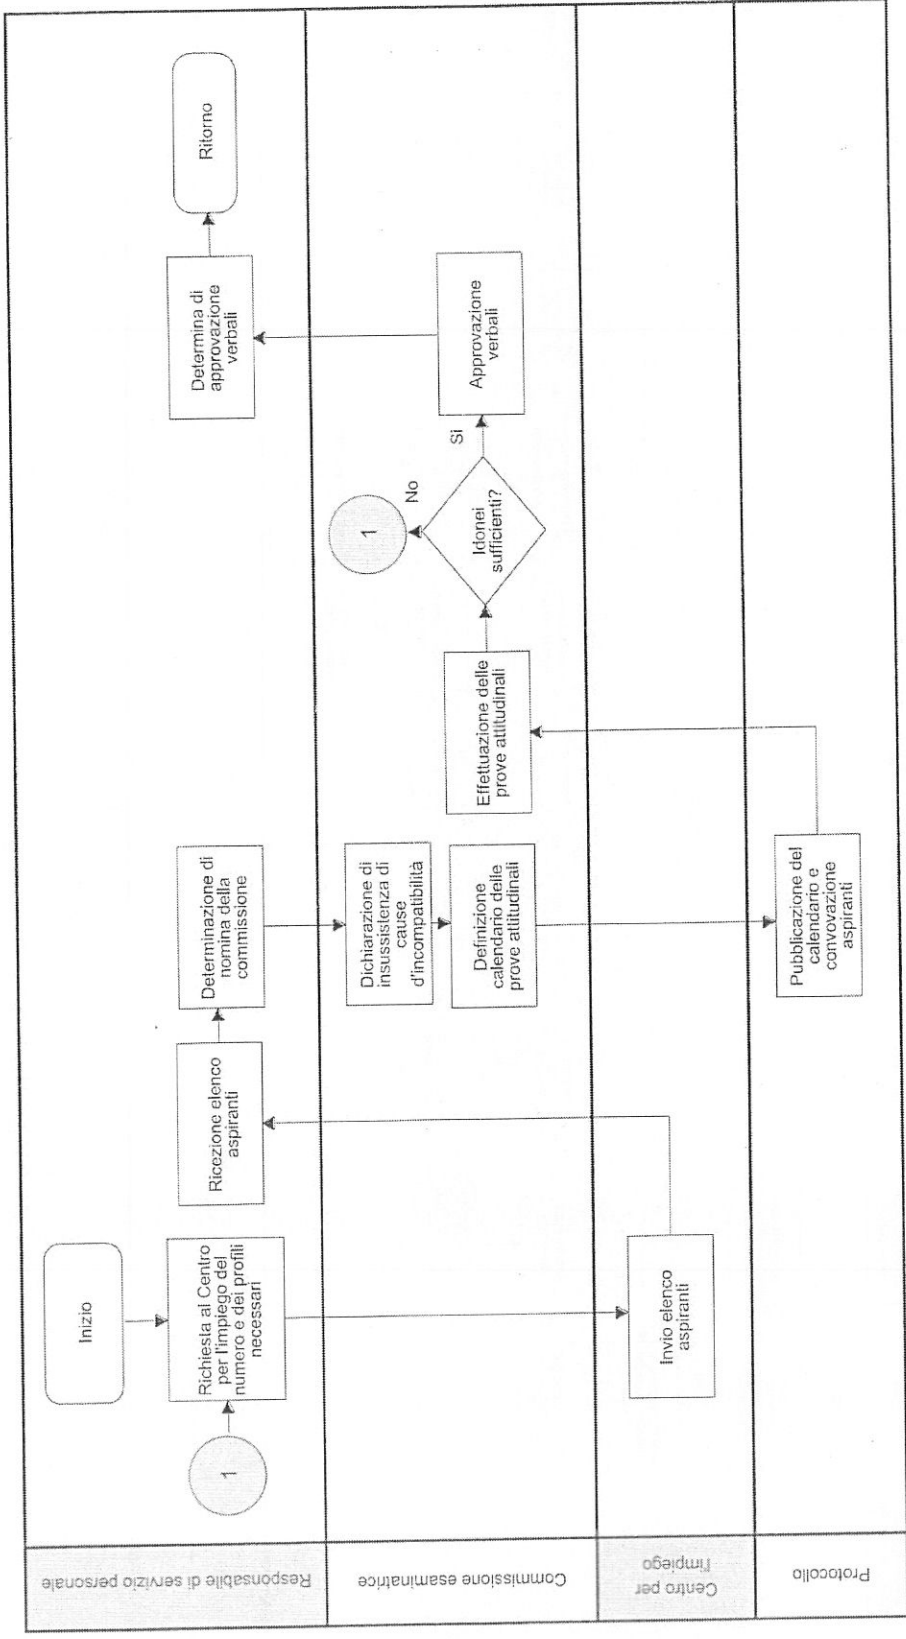 Responsabile di servizio personale
1
Inizio
Richiesta al Centro
per l'impiego del
numero e dei profili
necessari
Ricezione elenco
aspiranti
Determinazione di
nomina della
commissione
Determina di
approvazione
verbali
Ritorno
Commissione esaminatrice
Dichiarazione di
insussistenza di
cause
d'incompatibilità
Definizione
calendario delle
prove attitudinali
Effettuazione delle
prove attitudinali
Idonei
sufficienti?
No
1
Si
Approvazione
verbali
Centro per
l'impiego
Invio elenco
aspiranti
Protocollo
Pubblicazione del
calendario e
convovazione
aspiranti